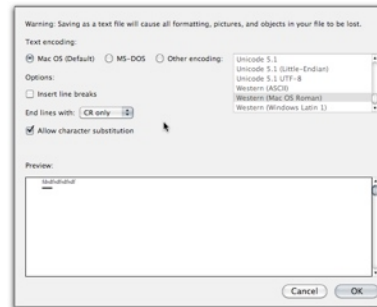 Warning: Saving as a text file will cause all formatting, pictures, and objects in your file to be lost.
Text encoding:
Mac OS (Default) MS-DOS Other encoding:
Unicode 5.1
Unicode 5.1 (Little-Endian)
Unicode 5.1 UTF-8
Western (ASCII)
Western (Mac OS Roman)
Western (Windows Latin 1)
Options:
Insert line breaks
End lines with: CR only
Allow character substitution
Preview:
Cancel OK